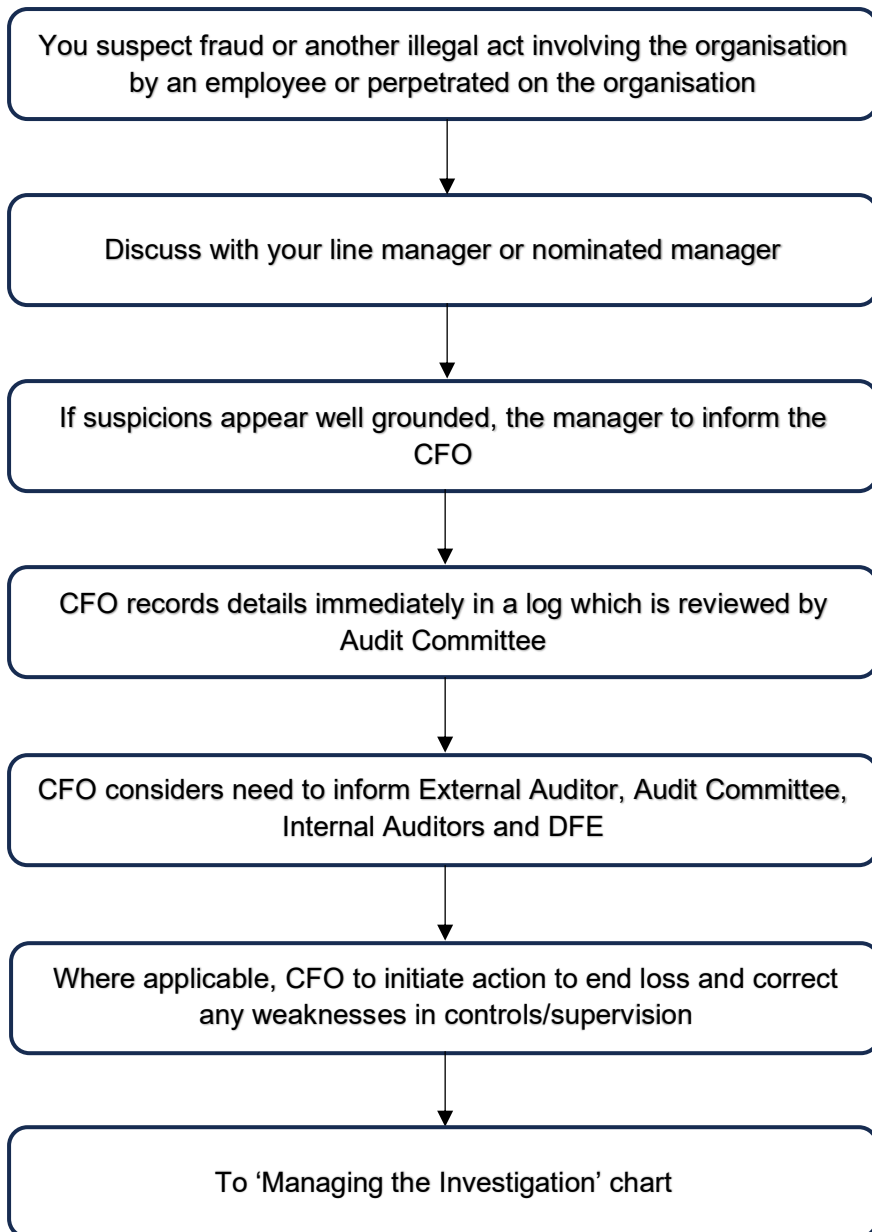 You suspect fraud or another illegal act involving the organisation
by an employee or perpetrated on the organisation
Discuss with your line manager or nominated manager
If suspicions appear well grounded, the manager to inform the
CFO
CFO records details immediately in a log which is reviewed by
Audit Committee
CFO considers need to inform External Auditor, Audit Committee,
Internal Auditors and DFE
Where applicable, CFO to initiate action to end loss and correct
any weaknesses in controls/supervision
To ‘Managing the Investigation’ chart